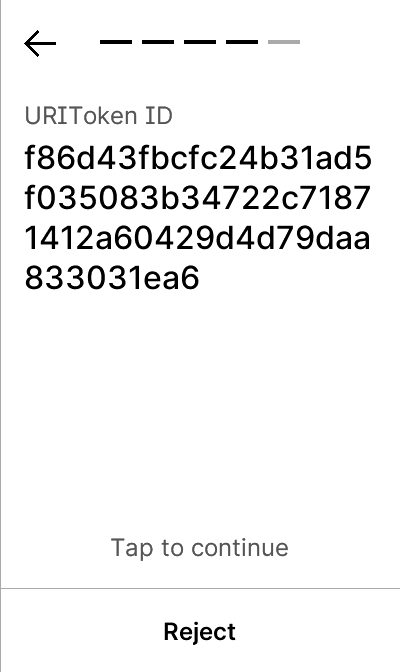 URIToken ID
f86d43fbcfc24b31ad5
f035083b34722c7187
1412a60429d4d79daa
833031ea6
Tap to continue
Reject